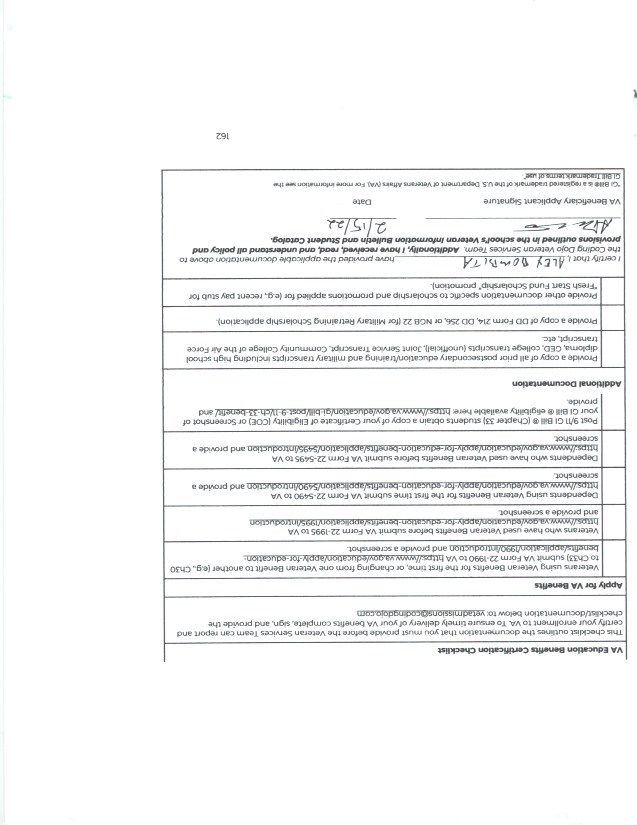 VA Education Benefits Certification Checklist
This checklist outlines the documentation that you must provide before the Veteran Services Team can report and
certify your enrollment to VA. To ensure timely delivery of your VA benefits complete, sign, and provide the
checklist/documentation below to: vetadmissions@codingdojo.com
Apply for VA Benefits
Veterans using Veteran Benefits for the first time, or changing from one Veteran Benefit to another (e.g., Ch30
to Ch33) submit VA Form 22-1990 to VA https://www.va.gov/education/apply-for-education-
benefits/application/1990/introduction and provide a screenshot.
Veterans who have used Veteran Benefits before submit VA Form 22-1995 to VA
https://www.va.gov/education/apply-for-education-benefits/application/1995/introduction
and provide a screenshot.
Dependents using Veteran Benefits for the first time submit VA Form 22-5490 to VA
https://www.va.gov/education/apply-for-education-benefits/application/5490/introduction and provide a
screenshot.
Dependents who have used Veteran Benefits before submit VA Form 22-5495 to VA
https://www.va.gov/education/apply-for-education-benefits/application/5495/introduction and provide a
screenshot.
Post 9/11 GI Bill ® (Chapter 33) students obtain a copy of your Certificate of Eligibility (COE) or Screenshot of
your GI Bill ® eligibility available here: https://www.va.gov/education/gi-bill/post-9-11/ch-33-benefit/ and
provide.
Additional Documentation
Provide a copy of all prior postsecondary education/training and military transcripts including high school
diploma, GED, college transcripts (unofficial), Joint Service Transcript, Community College of the Air Force
transcript, etc.
Provide a copy of DD Form 214, DD 256, or NGB 22 (for Military Retraining Scholarship application).
Provide other documentation specific to scholarship and promotions applied for (e.g., recent pay stub for
"Fresh Start Fund Scholarship" promotion).
I certify that I, ALEX BOMBITA have provided the applicable documentation above to
the Coding Dojo Veteran Services Team. Additionally, I have received, read, and understand all policy and
provisions outlined in the school's Veteran Information Bulletin and Student Catalog.
2/15/22
VA Beneficiary Applicant Signature Date
"GI Bill® is a registered trademark of the U.S. Department of Veterans Affairs (VA). For more information see the
GI Bill Trademark terms of use"
162